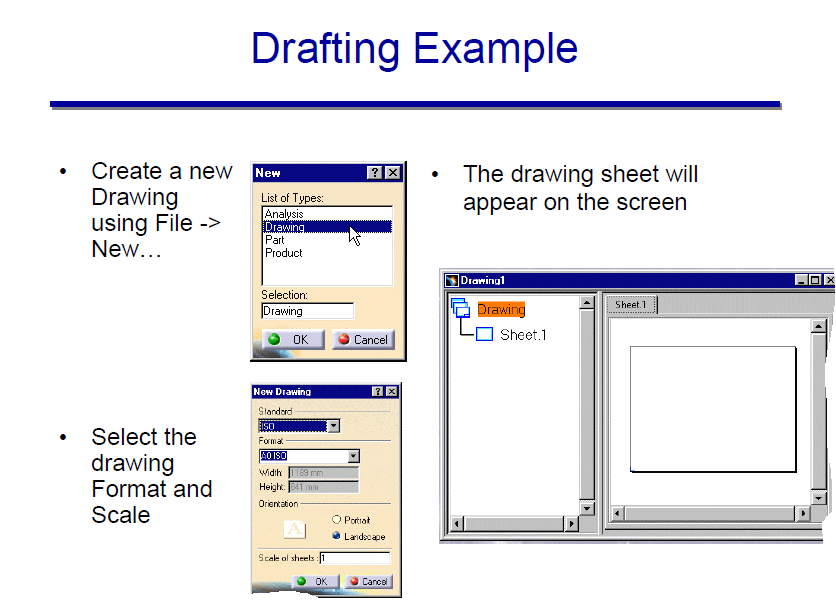 Drafting Example
• Create a new
Drawing
using File ->
New…
New
List of Types:
Analysis
Drawing
Part
Product
Selection:
Drawing
OK
Cancel
• Select the
drawing
Format and
Scale
New Drawing
Standard
ISO
Format
A0 ISO
Width: 1189 mm
Height: 841 mm
Orientation
A
Portrait
Landscape
Scale of sheets : 1
OK
Cancel
• The drawing sheet will
appear on the screen
Drawing1
Drawing
Sheet.1
Sheet.1